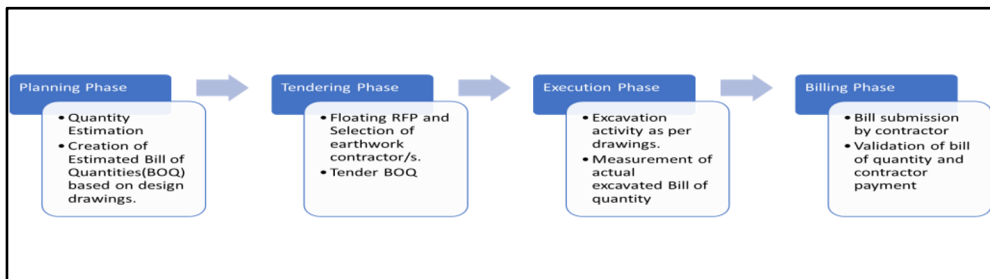 Planning Phase
• Quantity
Estimation
• Creation of
Estimated Bill of
Quantities(BOQ)
based on design
drawings.
Tendering Phase
• Floating RFP and
Selection of
earthwork
contractor/s.
• Tender BOQ
Execution Phase
• Excavation
activity as per
drawings.
• Measurement of
actual
excavated Bill of
quantity
Billing Phase
• Bill submission
by contractor
• Validation of bill
of quantity and
contractor
payment